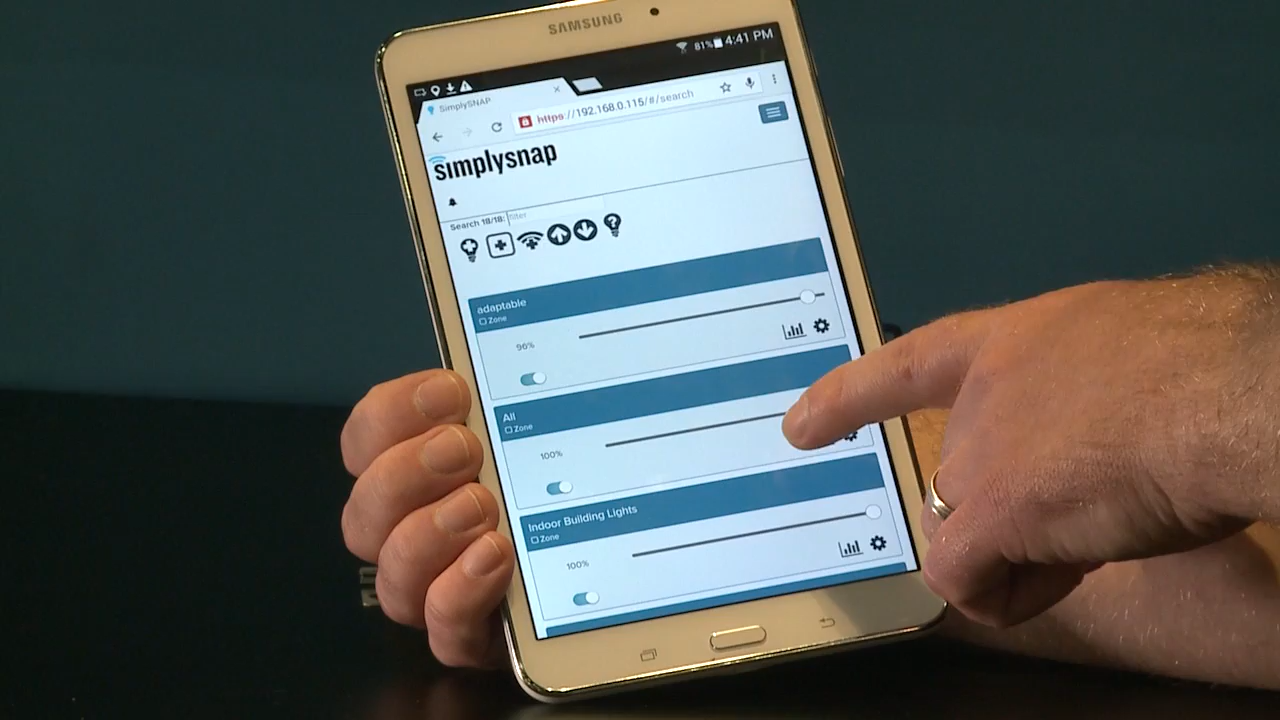 SAMSUNG
81% 4:41 PM
SimplySNAP
https://192.168.0.115/#/search
simplysnap
Search 18/18: filter
adaptable
Zone
96%
All
Zone
100%
Indoor Building Lights
Zone
100%